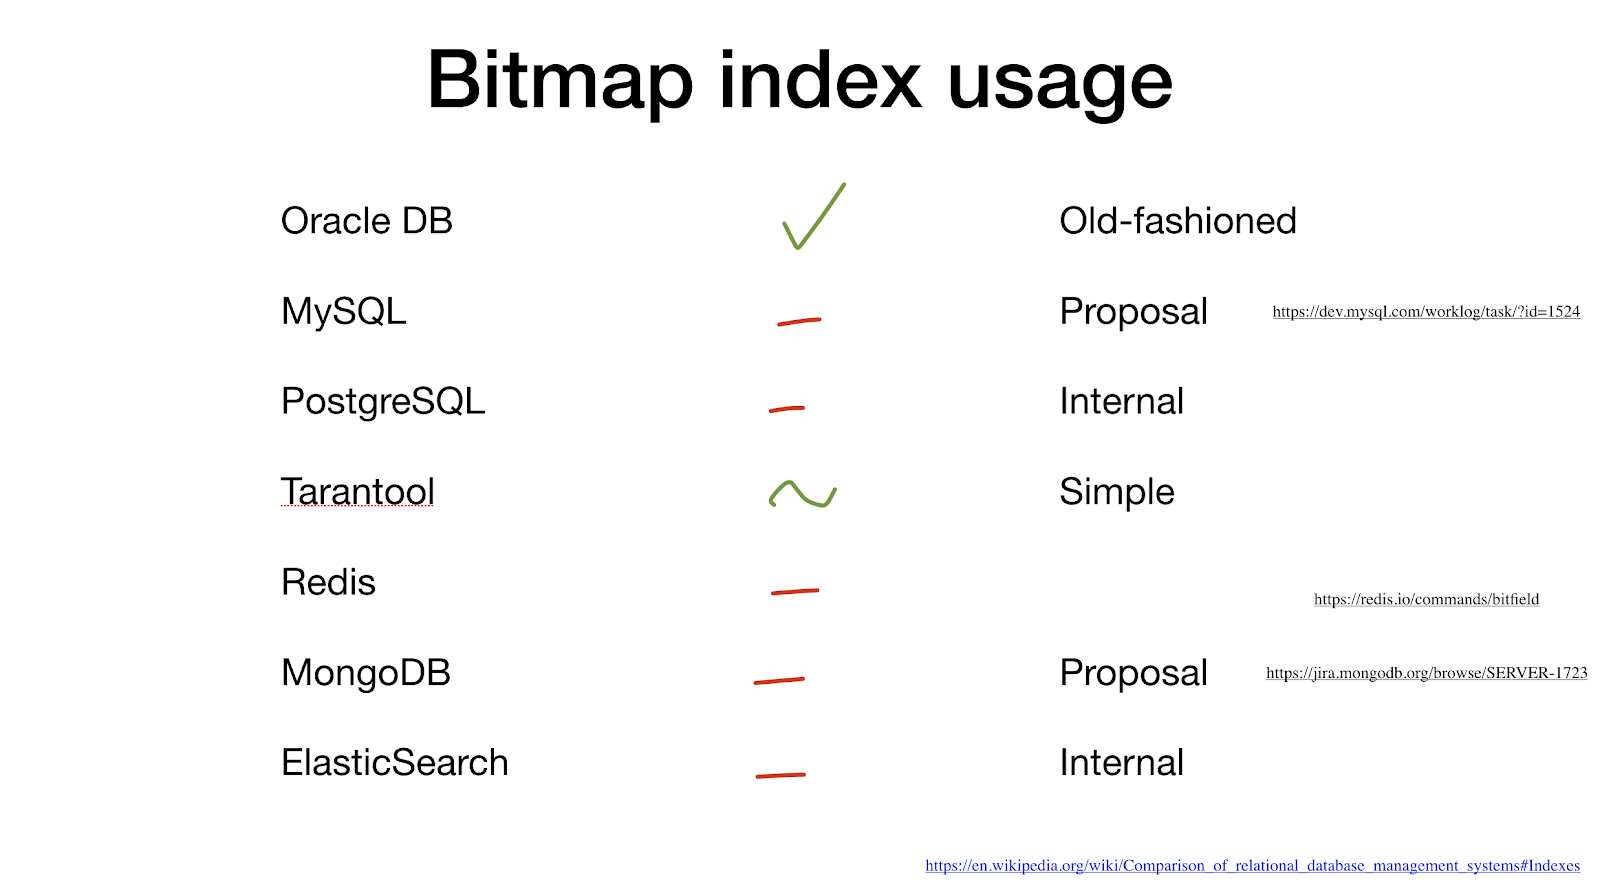 Bitmap index usage
Oracle DB Old-fashioned
MySQL Proposal https://dev.mysql.com/worklog/task/?id=1524
PostgreSQL Internal
Tarantool Simple
Redis https://redis.io/commands/bitfield
MongoDB Proposal https://jira.mongodb.org/browse/SERVER-1723
ElasticSearch Internal
https://en.wikipedia.org/wiki/Comparison_of_relational_database_management_systems#Indexes